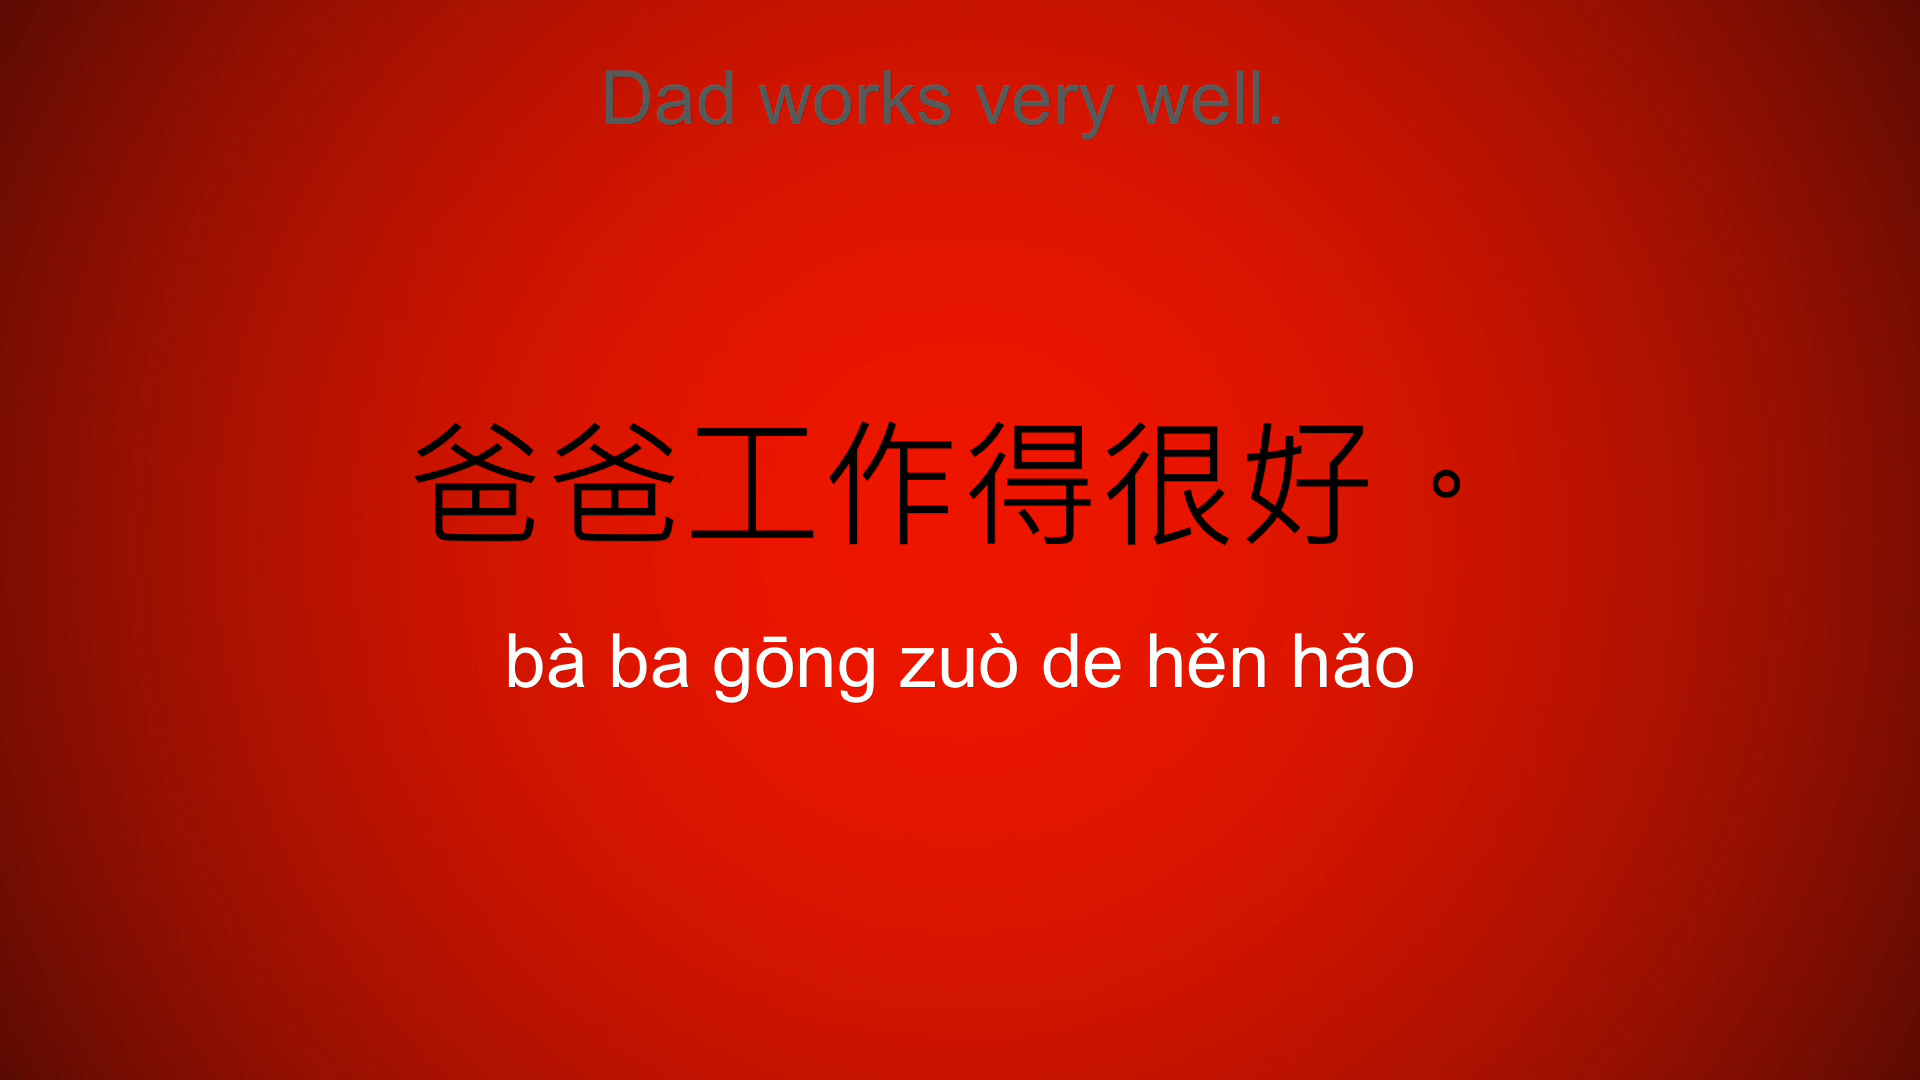 Dad works very well.
爸爸工作得很好。
bà ba gōng zuò de hěn hǎo